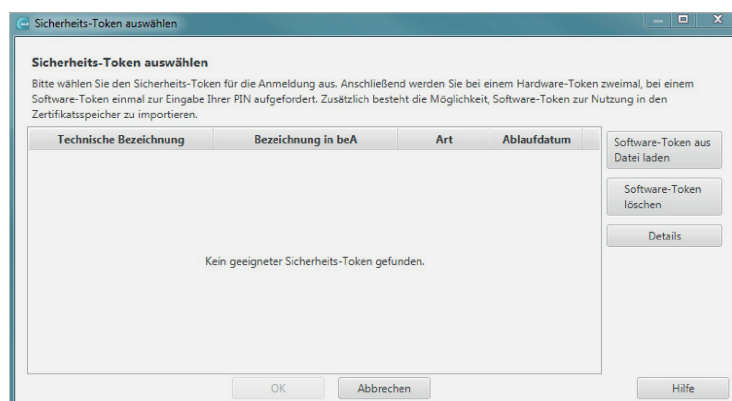 Sicherheits-Token auswählen
Sicherheits-Token auswählen
Bitte wählen Sie den Sicherheits-Token für die Anmeldung aus. Anschließend werden Sie bei einem Hardware-Token zweimal, bei einem
Software-Token einmal zur Eingabe Ihrer PIN aufgefordert. Zusätzlich besteht die Möglichkeit, Software-Token zur Nutzung in den
Zertifikatsspeicher zu importieren.
Technische Bezeichnung Bezeichnung in beA Art Ablaufdatum
Software-Token aus
Datei laden
Software-Token
löschen
Details
Kein geeigneter Sicherheits-Token gefunden.
OK Abbrechen Hilfe